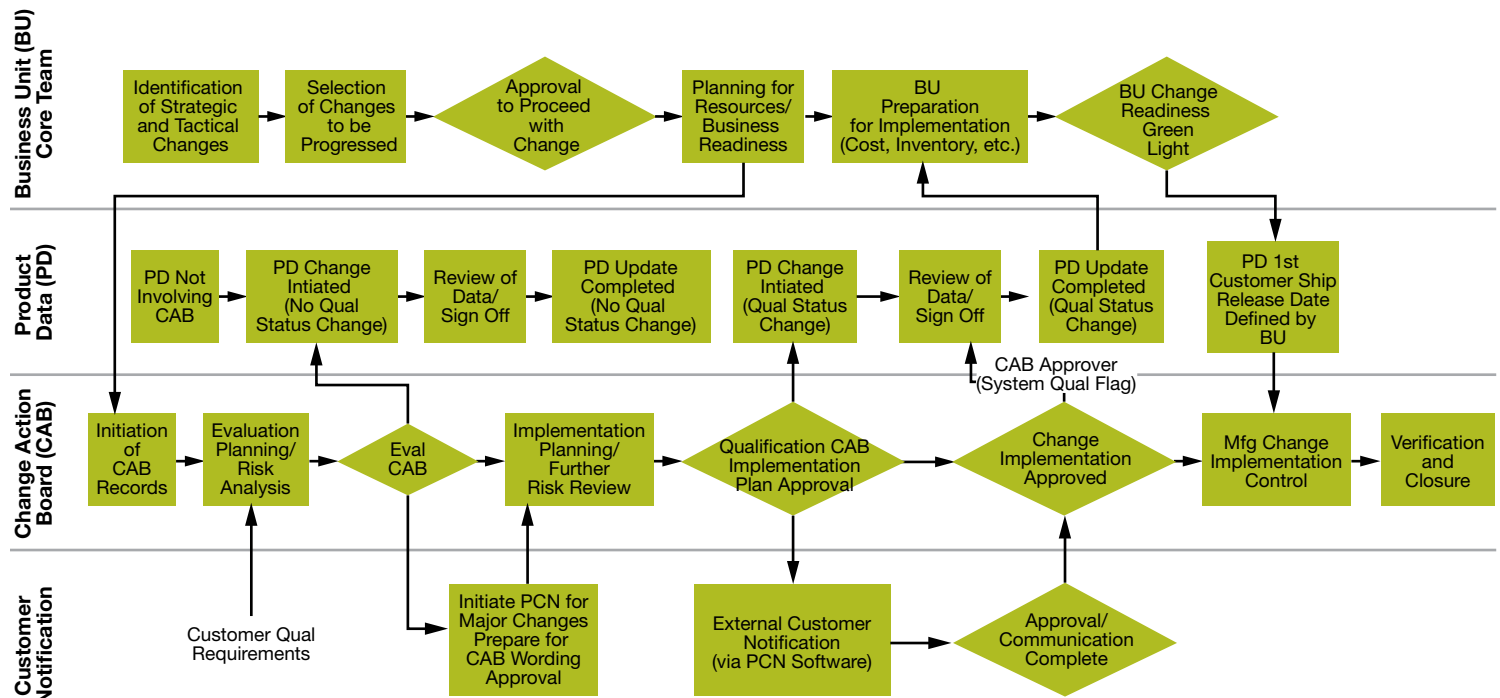 Business Unit (BU)
Core Team
Identification
of Strategic
and Tactical
Changes
Selection
of Changes
to be
Progressed
Approval
to Proceed
with
Change
Planning for
Resources/
Business
Readiness
BU
Preparation
for Implementation
(Cost, Inventory, etc.)
BU Change
Readiness
Green
Light
Product
Data (PD)
PD Not
Involving
CAB
PD Change
Intiated
(No Qual
Status Change)
Review of
Data/
Sign Off
PD Update
Completed
(No Qual
Status Change)
PD Change
Intiated
(Qual Status
Change)
Review of
Data/
Sign Off
PD Update
Completed
(Qual Status
Change)
PD 1st
Customer Ship
Release Date
Defined by
BU
CAB Approver
(System Qual Flag)
Change Action
Board (CAB)
Initiation
of
CAB
Records
Evaluation
Planning/
Risk
Analysis
Eval
CAB
Implementation
Planning/
Further
Risk Review
Qualification CAB
Implementation
Plan Approval
Change
Implementation
Approved
Mfg Change
Implementation
Control
Verification
and
Closure
Customer
Notification
Customer Qual
Requirements
Initiate PCN for
Major Changes
Prepare for
CAB Wording
Approval
External Customer
Notification
(via PCN Software)
Approval/
Communication
Complete